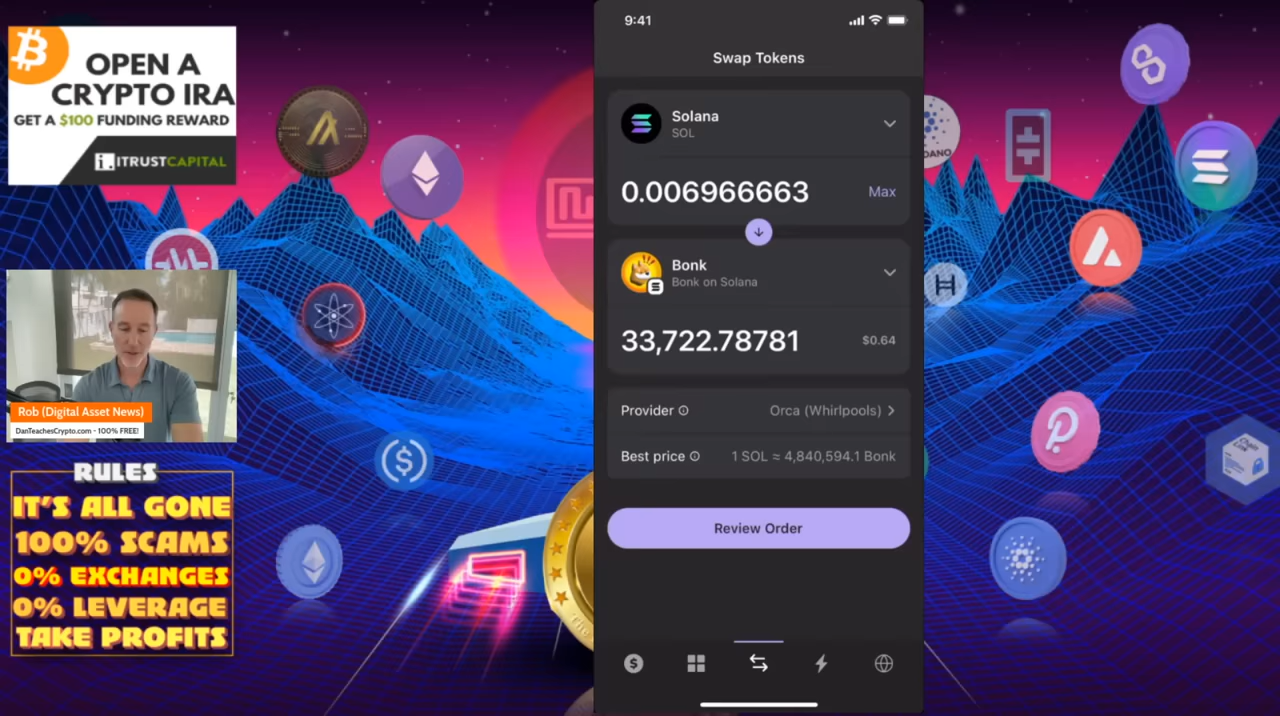 OPEN A
CRYPTO IRA
GET A $100 FUNDING REWARD
ITRUSTCAPITAL
Rob (Digital Asset News)
DanTeachesCrypto.com - 100% FREE!
RULES
IT'S ALL GONE
100% SCAMS
0% EXCHANGES
0% LEVERAGE
TAKE PROFITS
9:41
Swap Tokens
Solana
SOL
0.006966663
Max
Bonk
Bonk on Solana
33,722.78781
$0.64
Provider
Orca (Whirlpools)
Best price
1 SOL ≈ 4,840,594.1 Bonk
Review Order
DANO